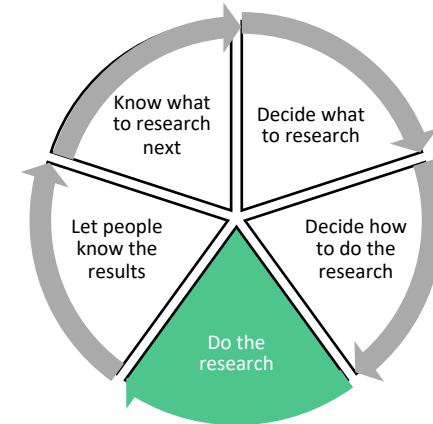 Decide what
to research
Decide how
to do the
research
Do the
research
Let people
know the
results
Know what
to research
next